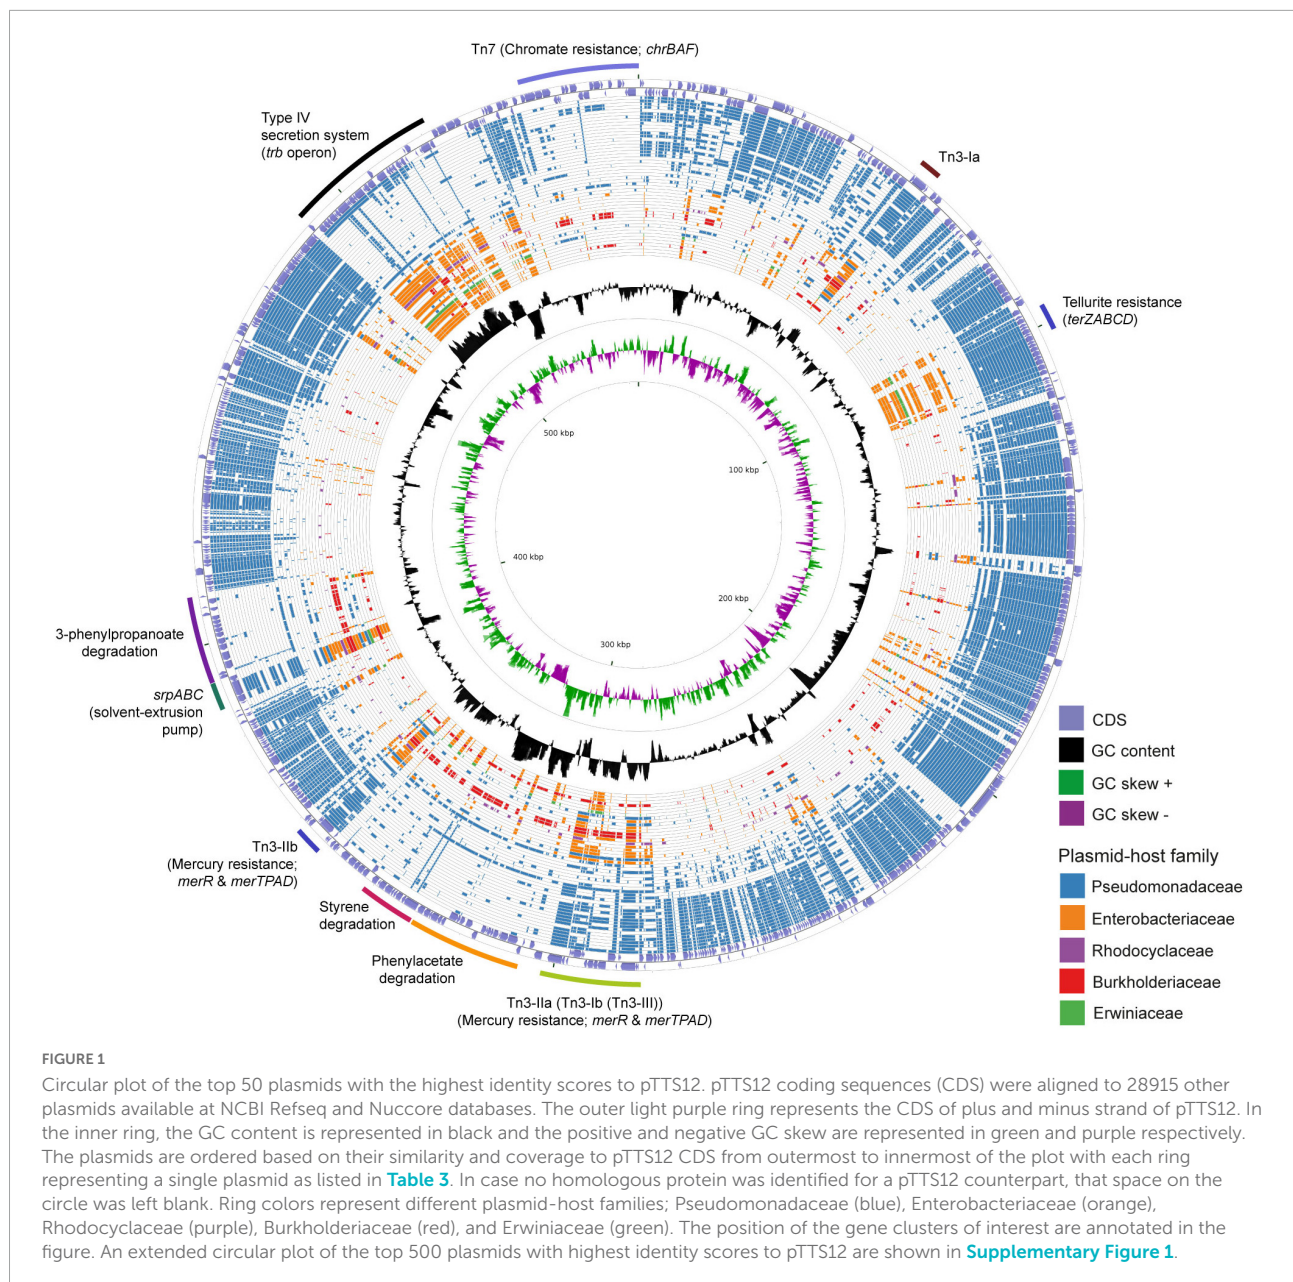 Tn7 (Chromate resistance; chrBAF)
Type IV
secretion system
(trb operon)
Tn3-Ia
Tellurite resistance
(terZABCD)
500 kbp
100 kbp
400 kbp
200 kbp
300 kbp
3-phenylpropanoate
degradation
srpABC
(solvent-extrusion
pump)
Tn3-IIb
(Mercury resistance;
merR & merTPAD)
Styrene
degradation
Phenylacetate
degradation
Tn3-IIa (Tn3-Ib (Tn3-III))
(Mercury resistance; merR & merTPAD)
CDS
GC content
GC skew +
GC skew -
Plasmid-host family
Pseudomonadaceae
Enterobacteriaceae
Rhodocyclaceae
Burkholderiaceae
Erwiniaceae
FIGURE 1
Circular plot of the top 50 plasmids with the highest identity scores to pTTS12. pTTS12 coding sequences (CDS) were aligned to 28915 other
plasmids available at NCBI Refseq and Nuccore databases. The outer light purple ring represents the CDS of plus and minus strand of pTTS12. In
the inner ring, the GC content is represented in black and the positive and negative GC skew are represented in green and purple respectively.
The plasmids are ordered based on their similarity and coverage to pTTS12 CDS from outermost to innermost of the plot with each ring
representing a single plasmid as listed in Table 3. In case no homologous protein was identified for a pTTS12 counterpart, that space on the
circle was left blank. Ring colors represent different plasmid-host families; Pseudomonadaceae (blue), Enterobacteriaceae (orange),
Rhodocyclaceae (purple), Burkholderiaceae (red), and Erwiniaceae (green). The position of the gene clusters of interest are annotated in the
figure. An extended circular plot of the top 500 plasmids with highest identity scores to pTTS12 are shown in Supplementary Figure 1.